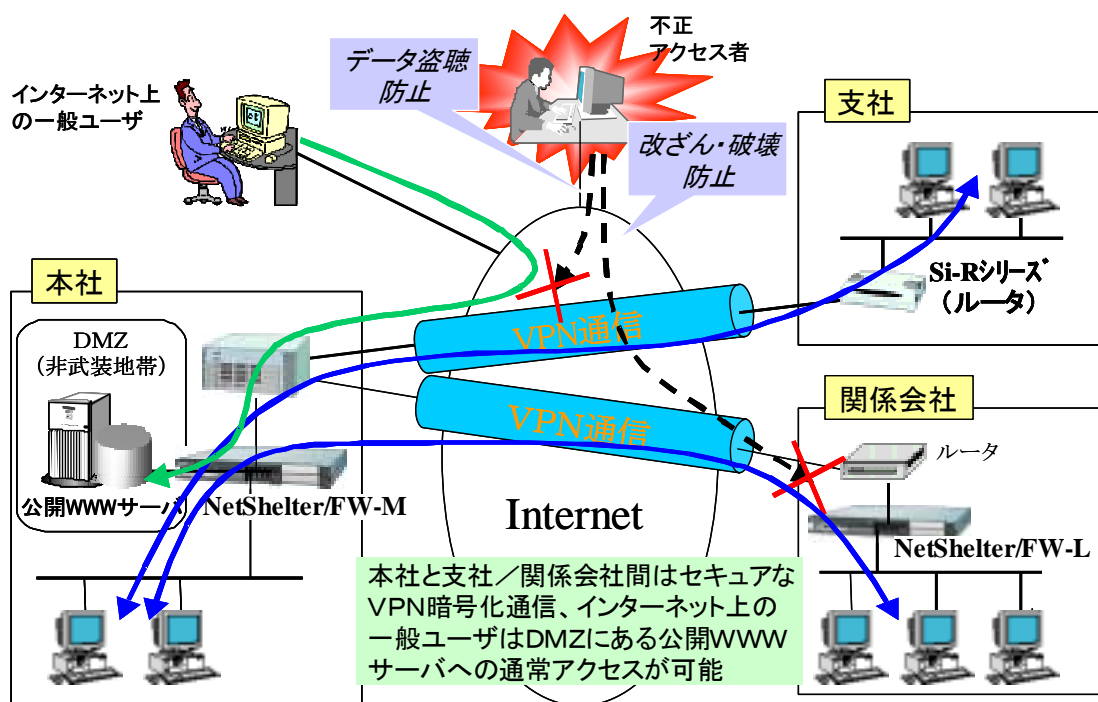 不正
アクセス者
データ盗聴
防止
インターネット上
の一般ユーザ
改ざん・破壊
防止
支社
Si-Rシリーズ
（ルータ）
本社
DMZ
(非武装地帯)
公開WWWサーバ
NetShelter/FW-M
VPN通信
VPN通信
Internet
関係会社
ルータ
NetShelter/FW-L
本社と支社／関係会社間はセキュアな
VPN暗号化通信、インターネット上の
一般ユーザはDMZにある公開WWW
サーバへの通常アクセスが可能